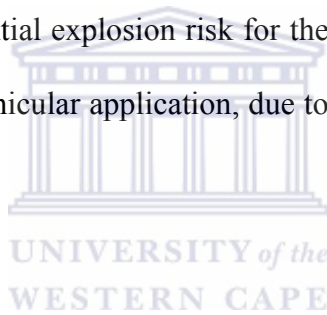 tial explosion risk for the
nicular application, due to
UNIVERSITY of the
WESTERN CAPE